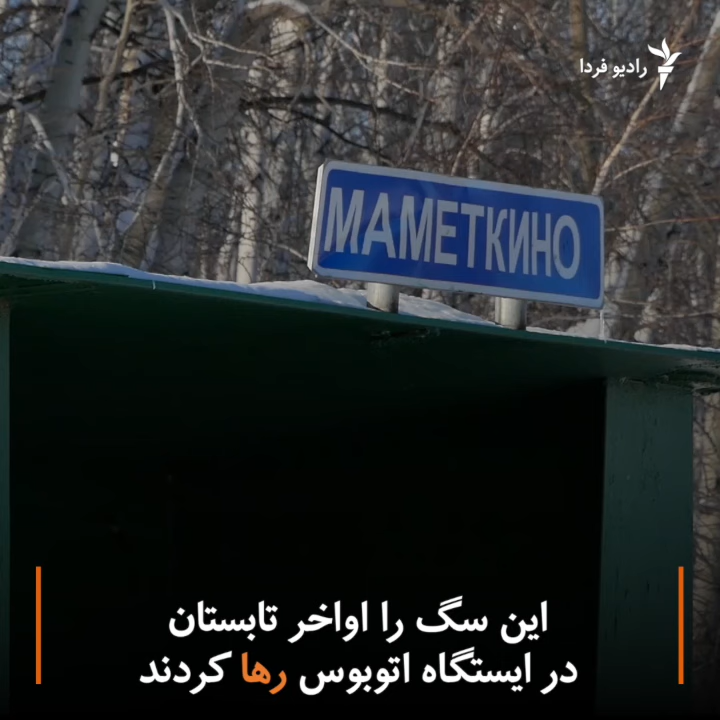 رادیو فردا
МАМЕТКИНО
این سگ را اواخر تابستان
در ایستگاه اتوبوس رها کردند